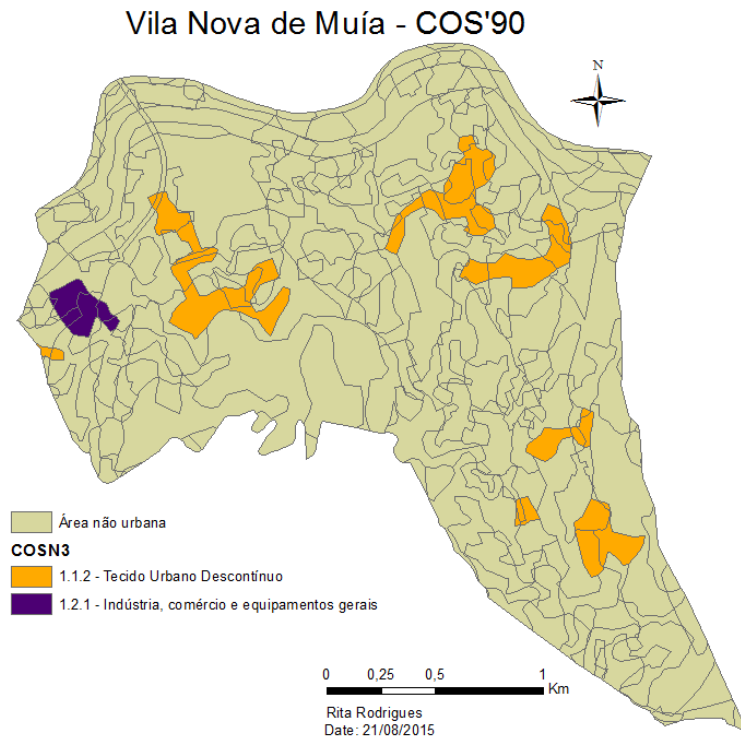 Vila Nova de Muía - COS'90
N
Área não urbana
COSN3
1.1.2 - Tecido Urbano Descontínuo
1.2.1 - Indústria, comércio e equipamentos gerais
0 0,25 0,5 1
Km
Rita Rodrigues
Date: 21/08/2015